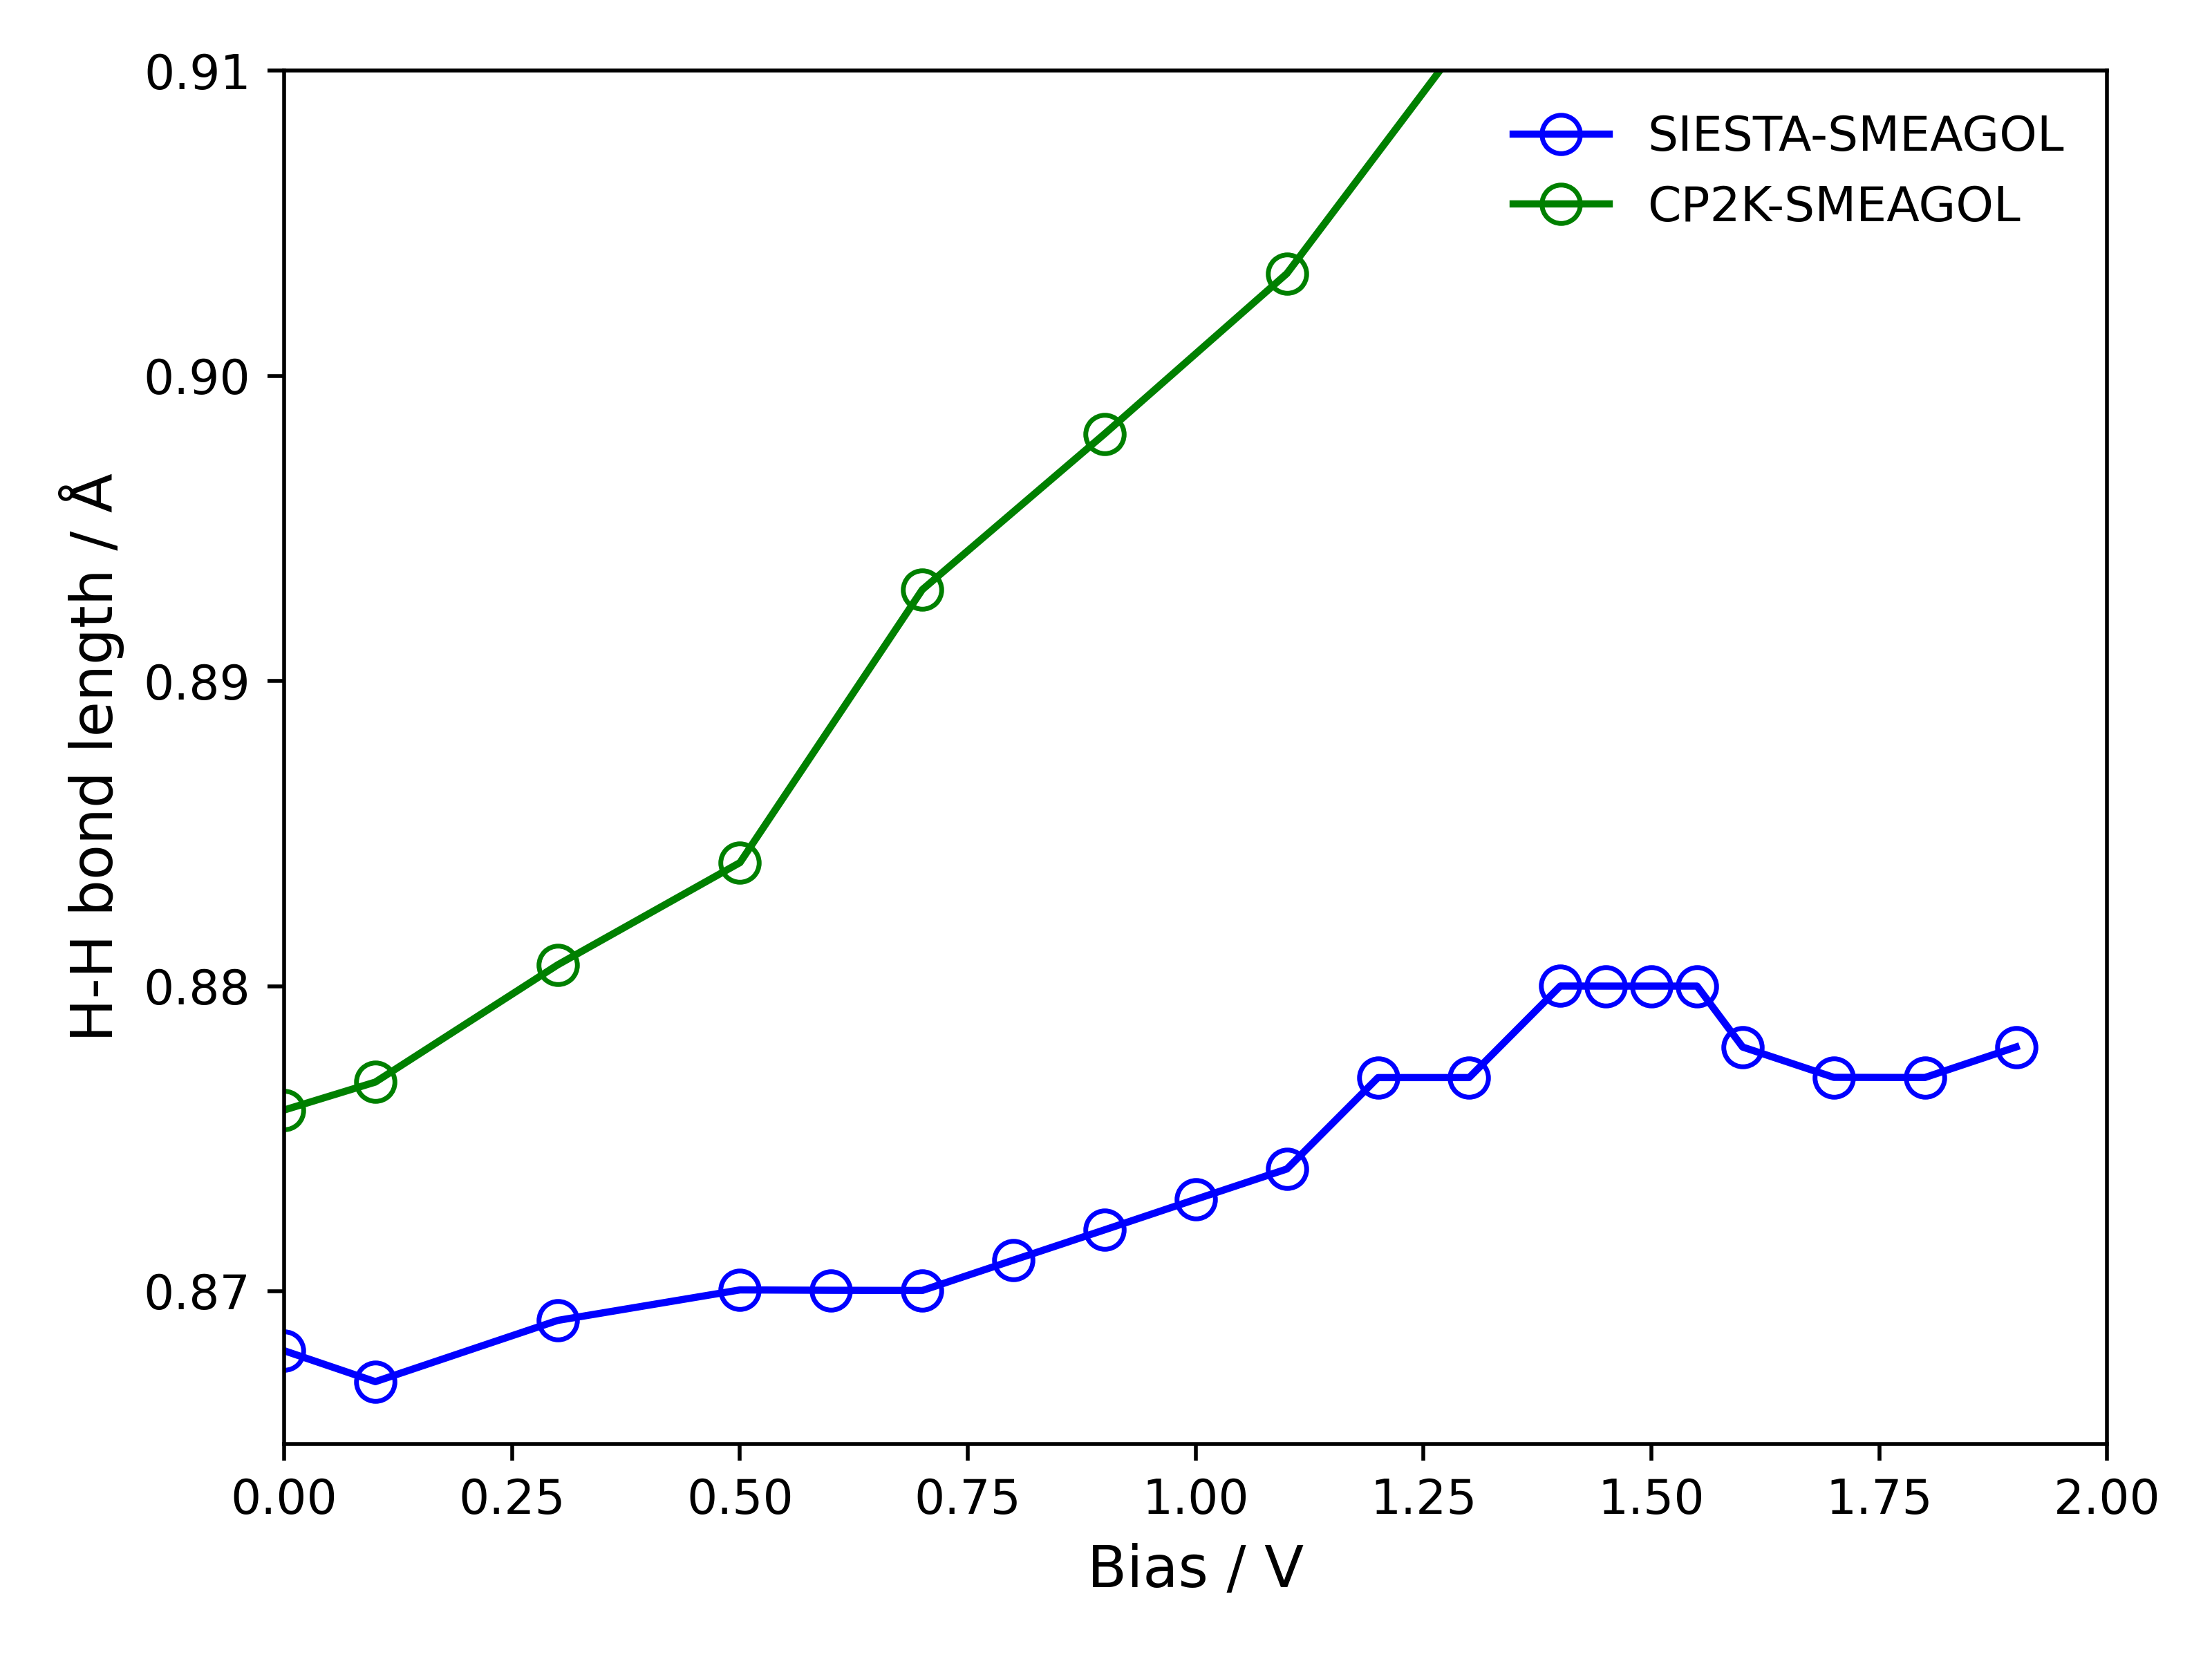 0.91
0.90
0.89
0.88
0.87
H-H bond length / Å
SIESTA-SMEAGOL
CP2K-SMEAGOL
0.00 0.25 0.50 0.75 1.00 1.25 1.50 1.75 2.00
Bias / V